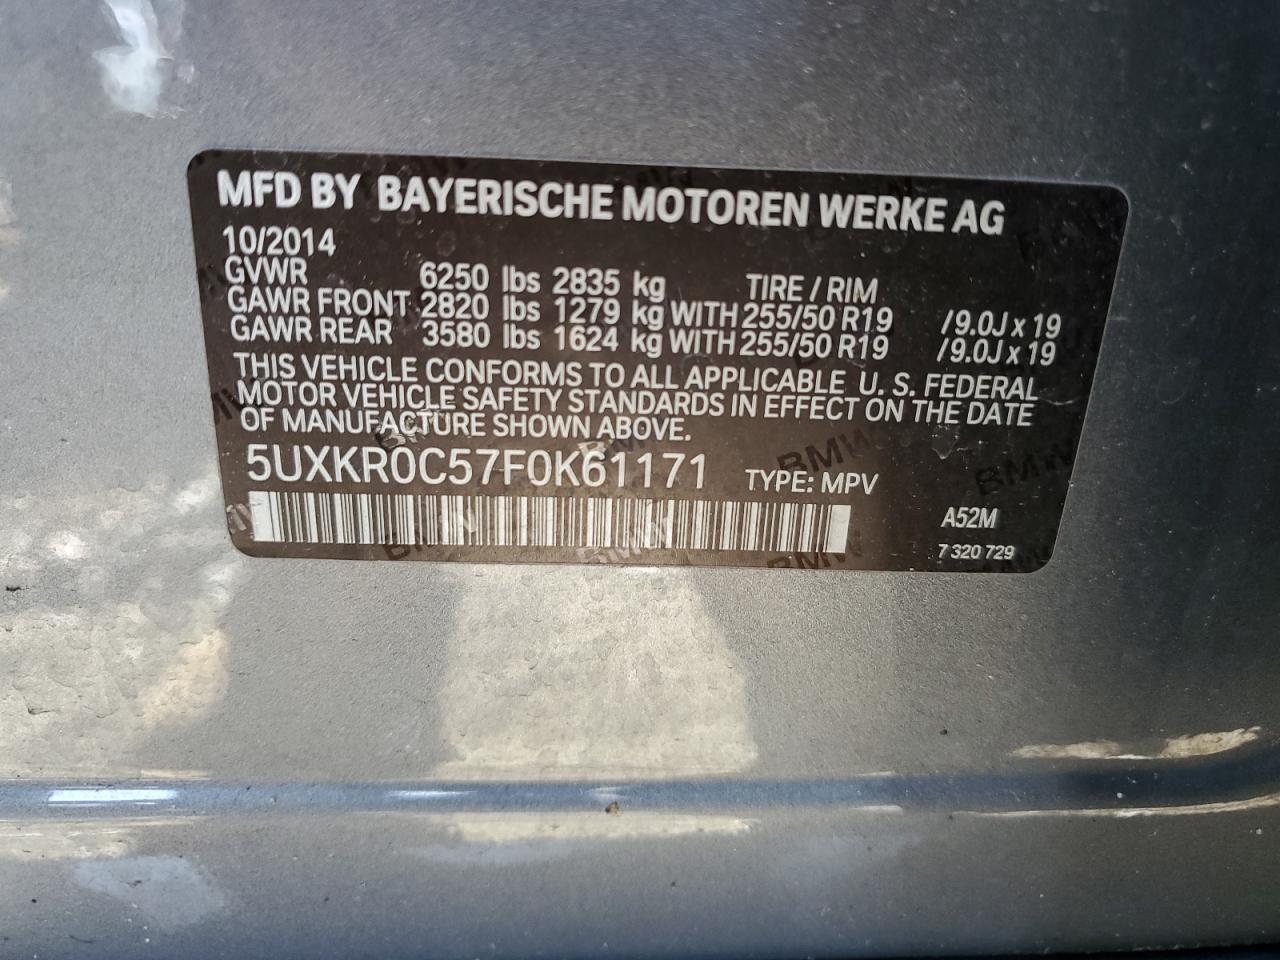 MFD BY BAYERISCHE MOTOREN WERKE AG
10/2014
GVWR 6250 lbs 2835 kg TIRE / RIM
GAWR FRONT 2820 lbs 1279 kg WITH 255/50 R19 /9.0J x 19
GAWR REAR 3580 lbs 1624 kg WITH 255/50 R19 /9.0J x 19
THIS VEHICLE CONFORMS TO ALL APPLICABLE U. S. FEDERAL
MOTOR VEHICLE SAFETY STANDARDS IN EFFECT ON THE DATE
OF MANUFACTURE SHOWN ABOVE.
5UXKR0C57F0K61171 TYPE: MPV
A52M
7 320 729